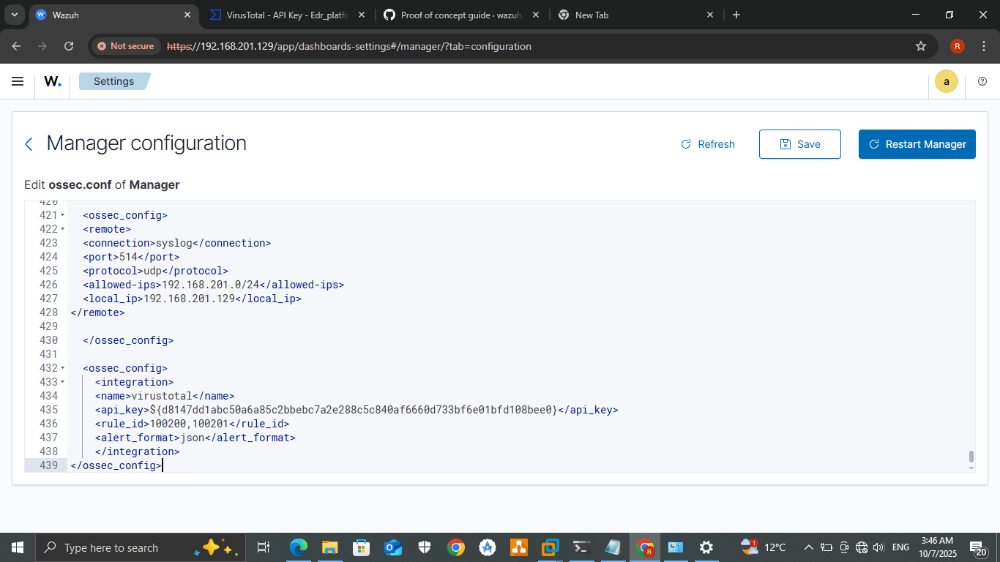 Wazuh
VirusTotal - API Key - Edr_platfo
Proof of concept guide · wazuh
New Tab
Not secure
https://192.168.201.129/app/dashboards-settings#/manager/?tab=configuration
R
W.
Settings
a
Manager configuration
Refresh
Save
Restart Manager
Edit ossec.conf of Manager
420
421 <ossec_config>
422 <remote>
423 <connection>syslog</connection>
424 <port>514</port>
425 <protocol>udp</protocol>
426 <allowed-ips>192.168.201.0/24</allowed-ips>
427 <local_ip>192.168.201.129</local_ip>
428 </remote>
429
430 </ossec_config>
431
432 <ossec_config>
433 <integration>
434 <name>virustotal</name>
435 <api_key>${d8147dd1abc50a6a85c2bbebc7a2e288c5c840af6660d733bf6e01bfd108bee0}</api_key>
436 <rule_id>100200,100201</rule_id>
437 <alert_format>json</alert_format>
438 </integration>
439 </ossec_config>
Type here to search
1
12°C
ENG
3:46 AM
10/7/2025
20